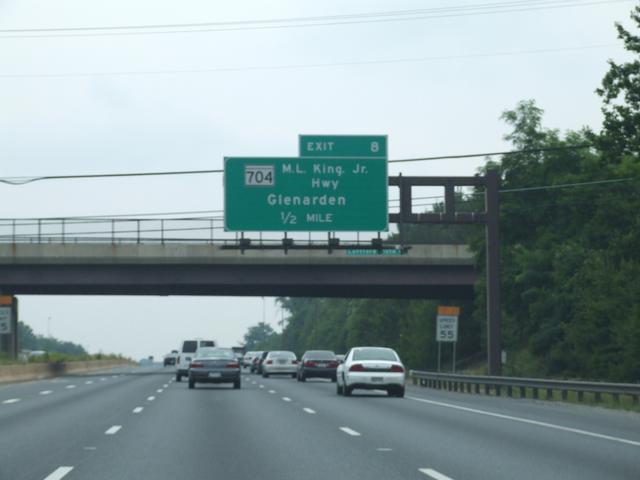 EXIT 8
704 M.L. King, Jr.
Hwy
Glenarden
1/2 MILE
SPEED
LIMIT
55